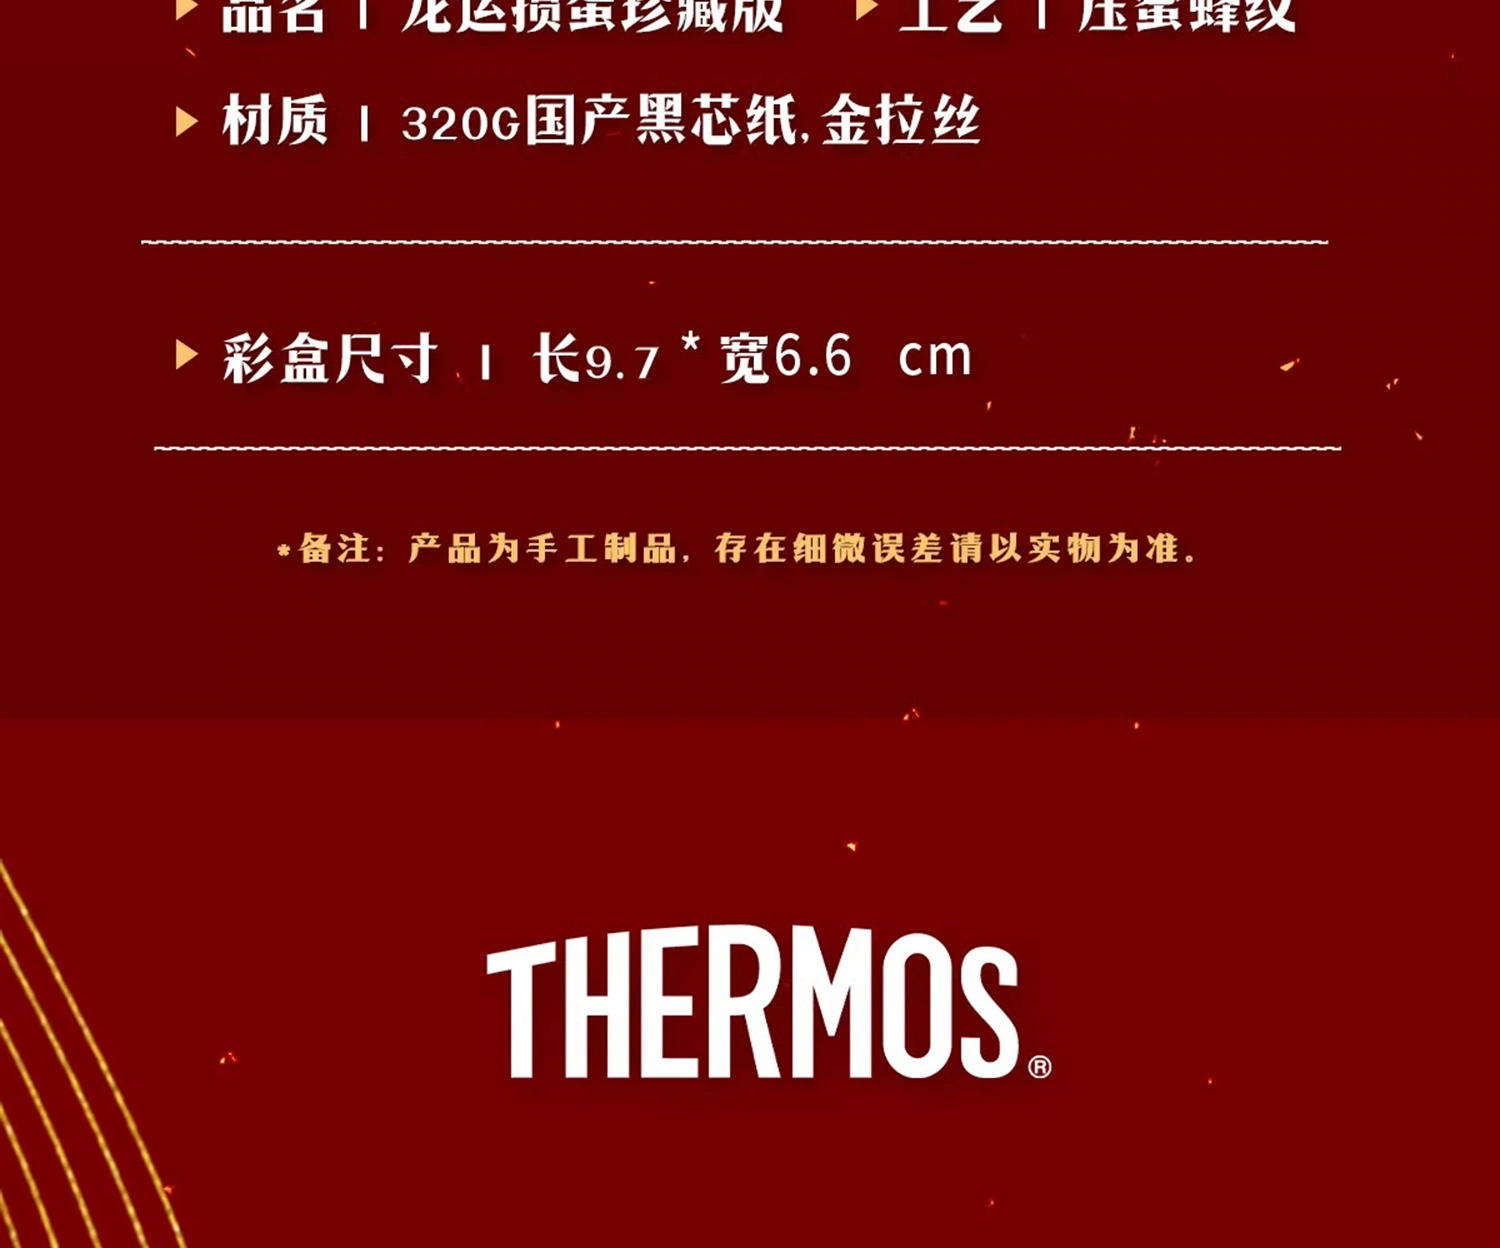 品名 | 龙运掼蛋珍藏版 工艺 | 压蜜蜂纹
材质 | 320G国产黑芯纸,金拉丝
彩盒尺寸 | 长9.7 * 宽6.6 cm
*备注: 产品为手工制品, 存在细微误差请以实物为准。
THERMOS®